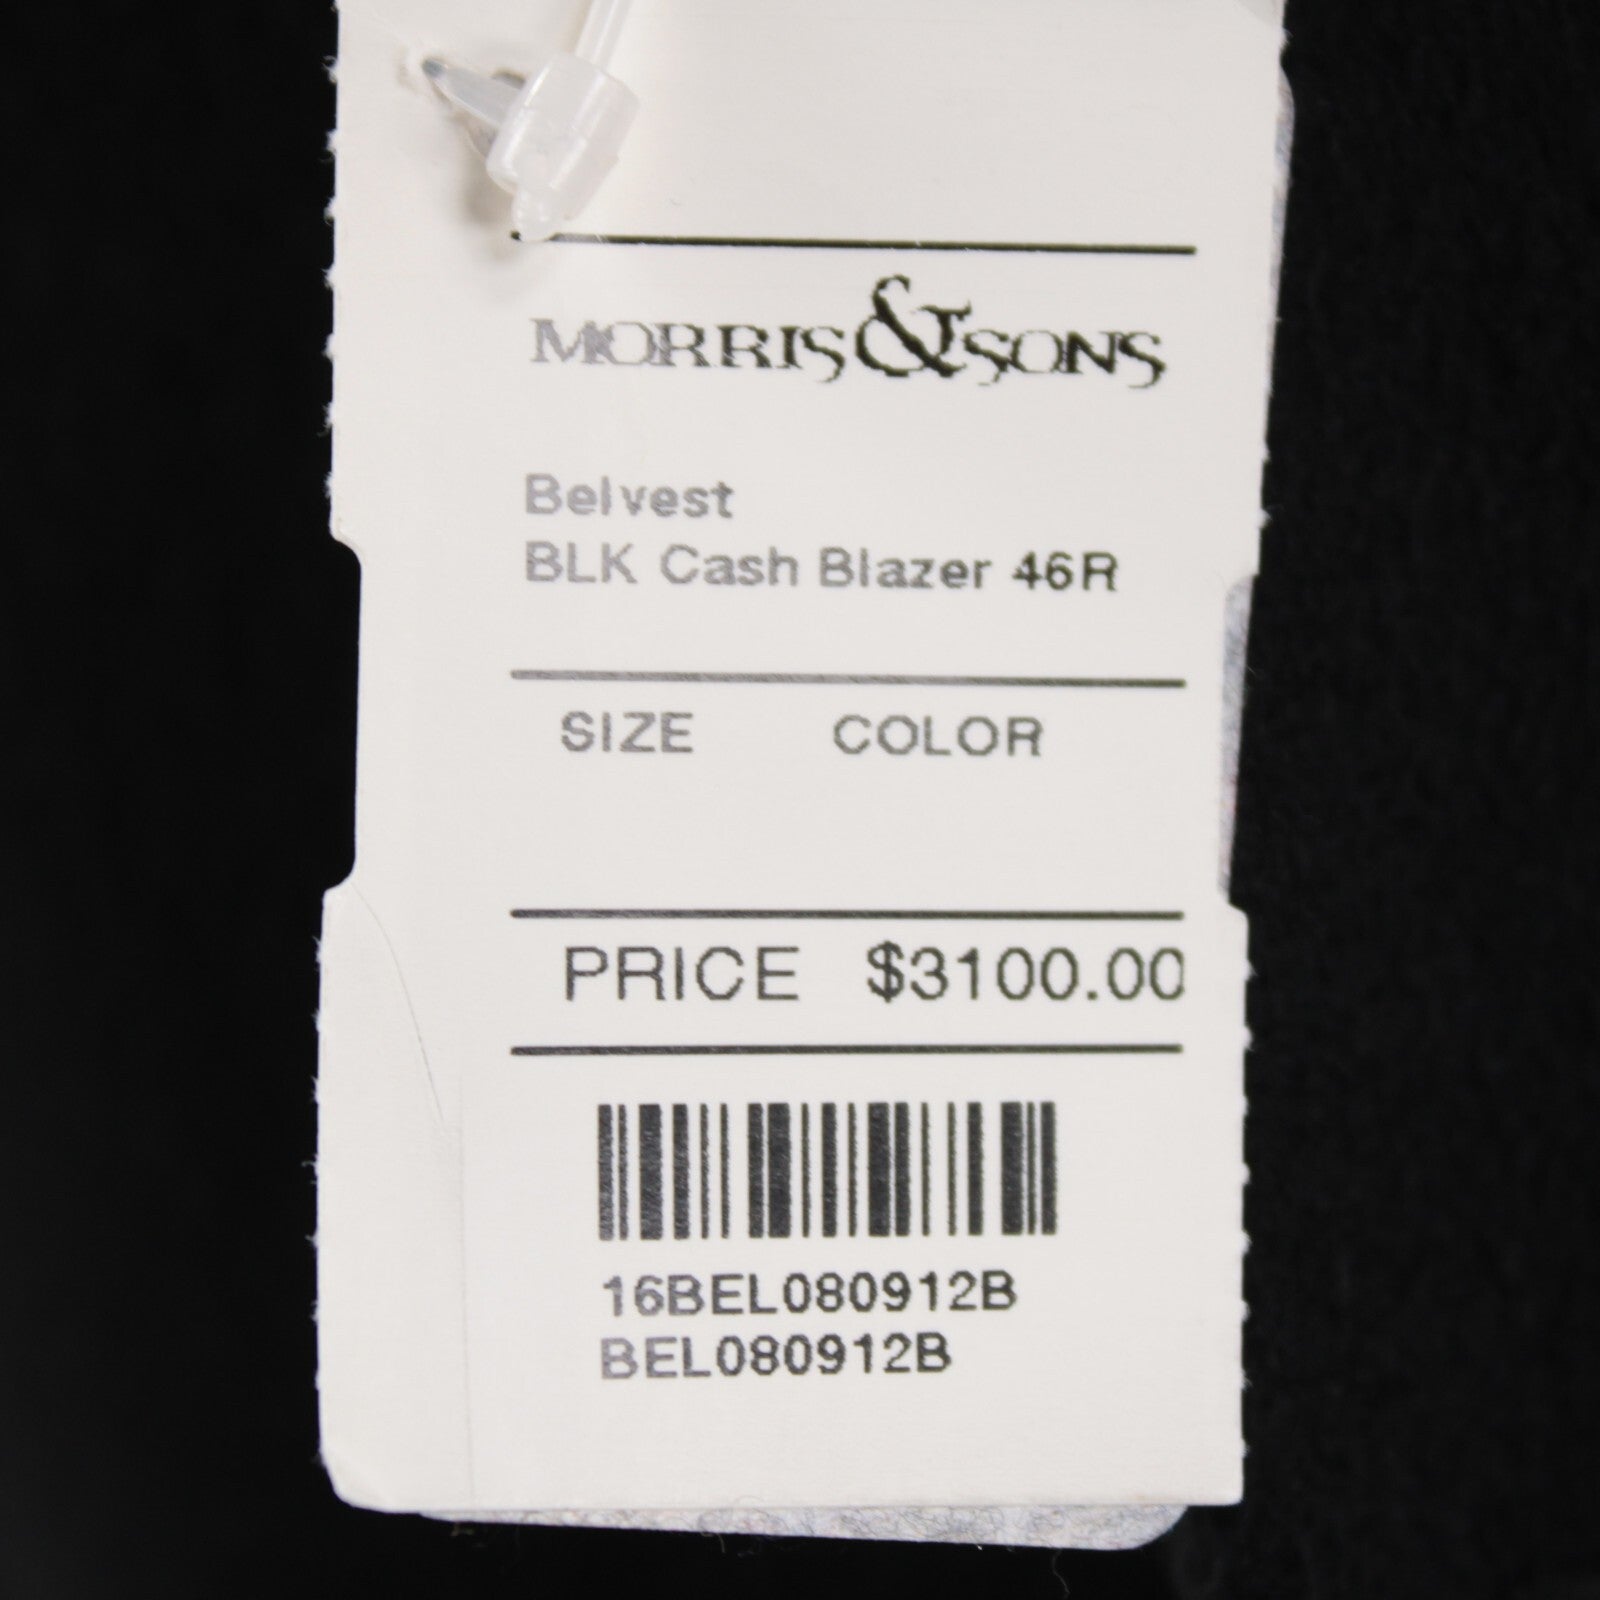 MORRIS & SONS
Belvest
BLK Cash Blazer 46R
SIZE COLOR
PRICE $3100.00
16BEL080912B
BEL080912B